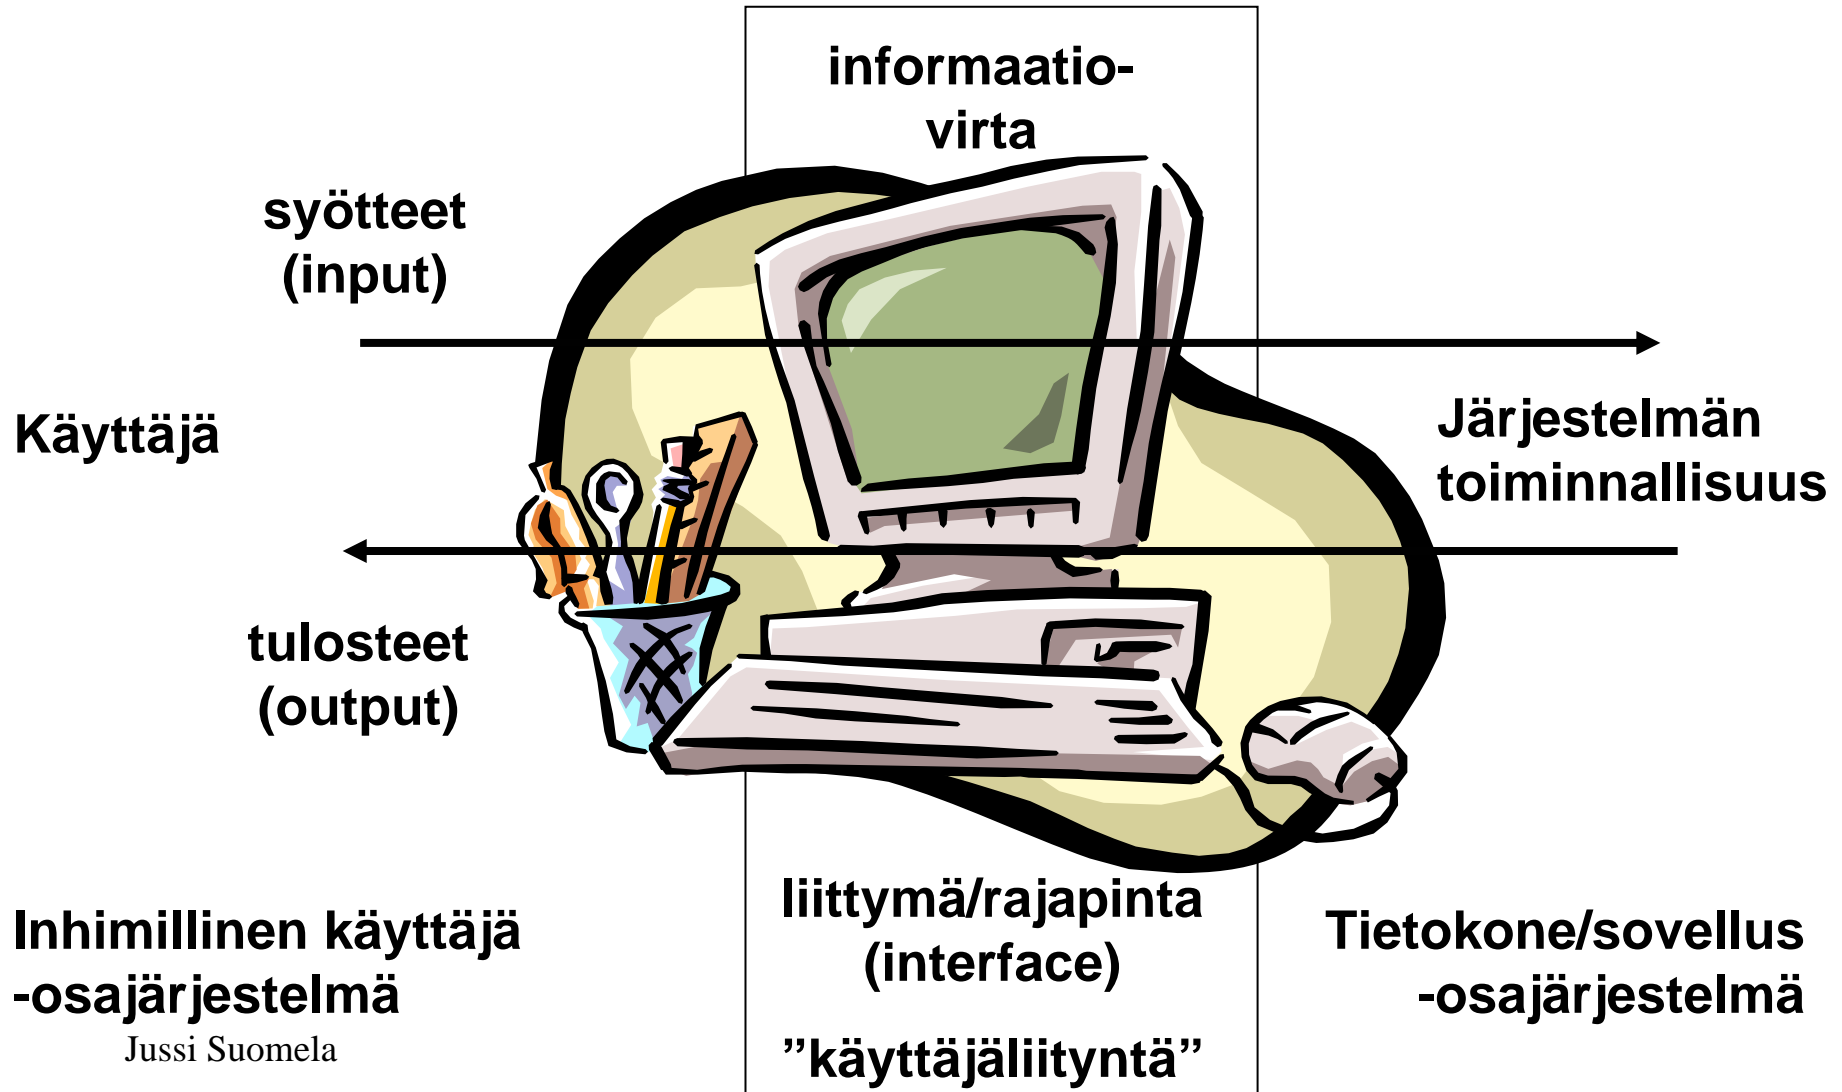 informaatio-
virta
syötteet
(input)
Käyttäjä
Järjestelmän
toiminnallisuus
tulosteet
(output)
liittymä/rajapinta
(interface)
”käyttäjäliityntä”
Inhimillinen käyttäjä
-osajärjestelmä
Tietokone/sovellus
-osajärjestelmä
Jussi Suomela